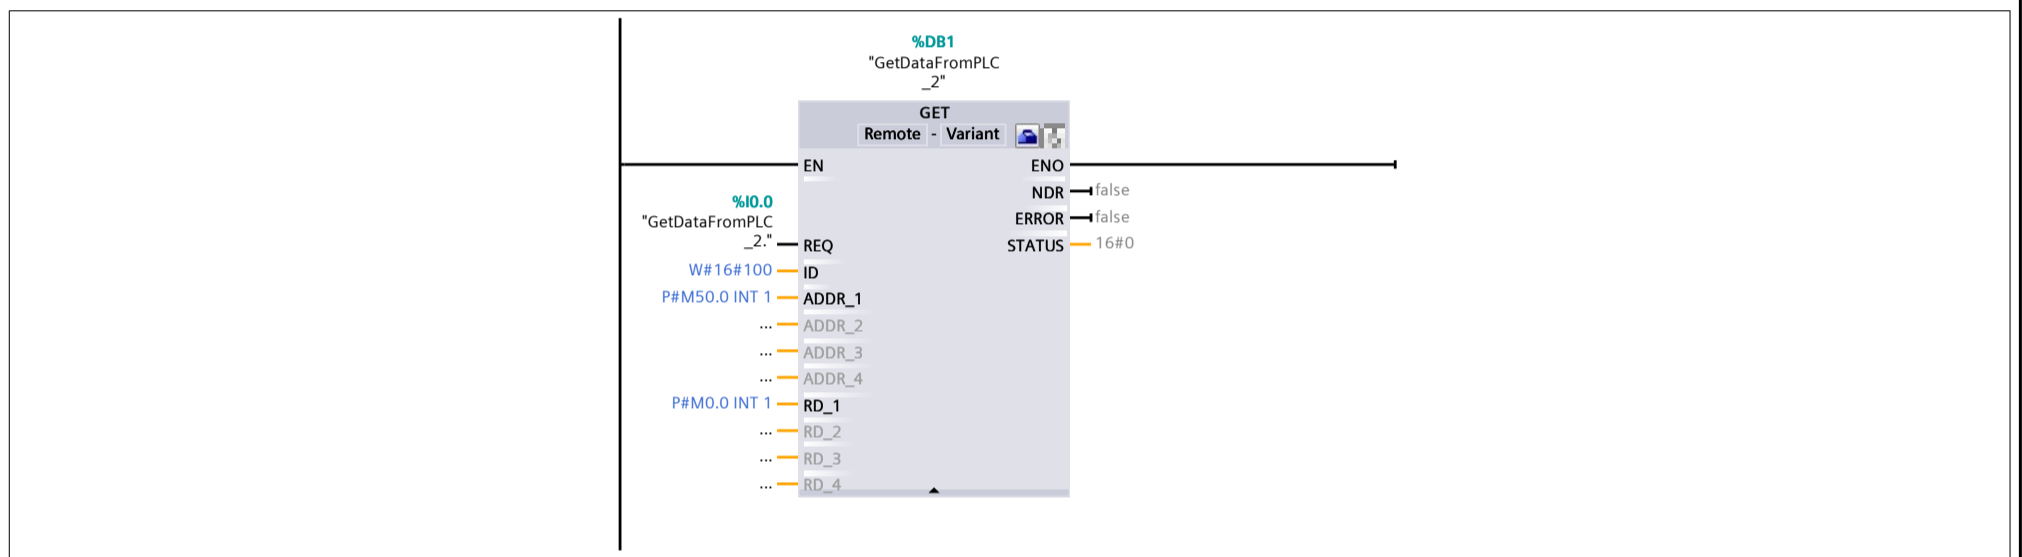 %DB1
"GetDataFromPLC
_2"
GET
Remote - Variant
EN
ENO
NDR
false
%I0.0
"GetDataFromPLC
_2."
ERROR
false
REQ
STATUS
16#0
W#16#100
ID
P#M50.0 INT 1
ADDR_1
...
ADDR_2
...
ADDR_3
...
ADDR_4
P#M0.0 INT 1
RD_1
...
RD_2
...
RD_3
...
RD_4